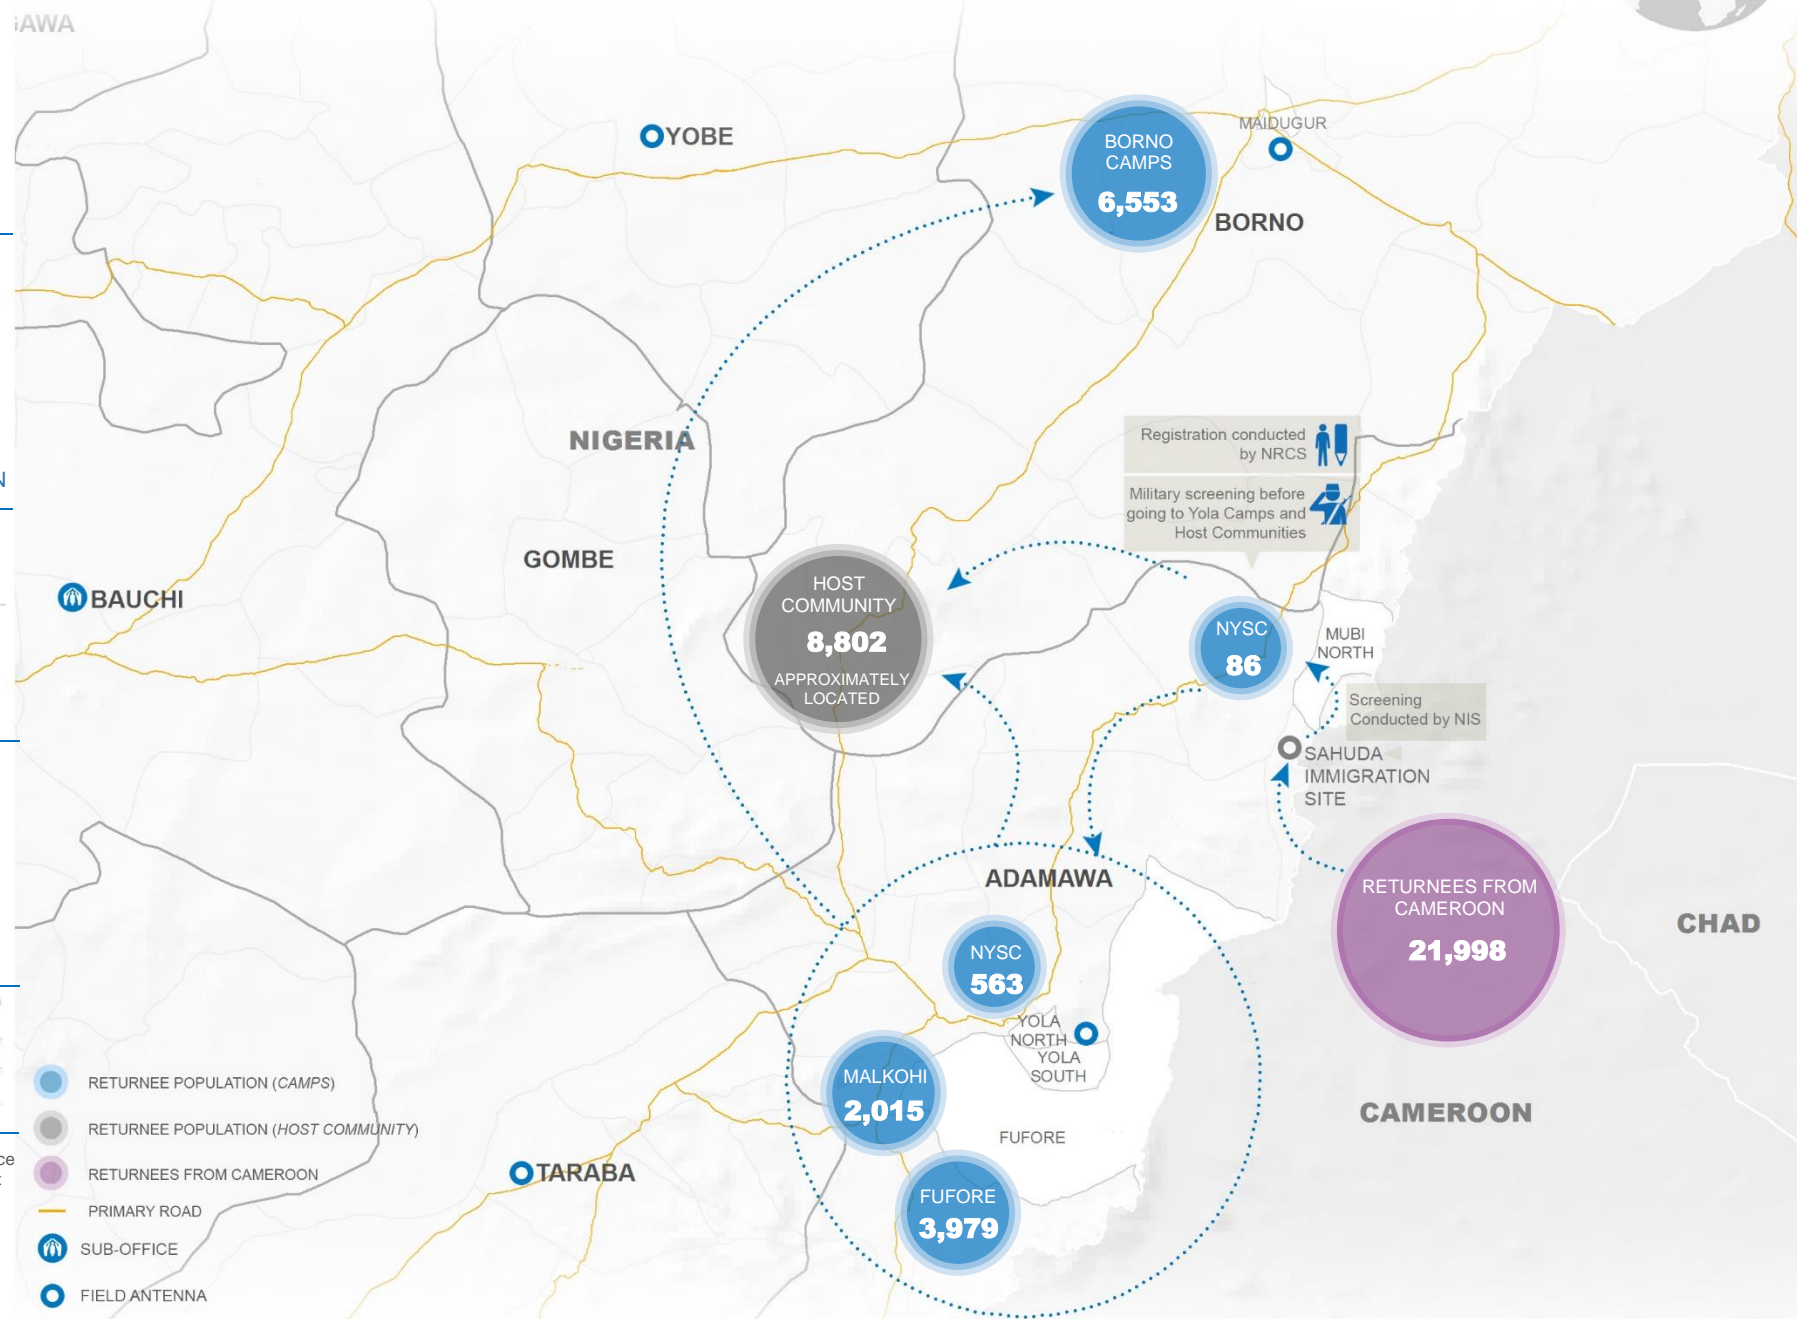 YOBE
BORNO
CAMPS
6,553
MAIDUGUR
BORNO
NIGERIA
Registration conducted
by NRCS
Military screening before
going to Yola Camps and
Host Communities
GOMBE
BAUCHI
HOST
COMMUNITY
8,802
APPROXIMATELY
LOCATED
NYSC
86
MUBI
NORTH
Screening
Conducted by NIS
SAHUDA
IMMIGRATION
SITE
ADAMAWA
RETURNEES FROM
CAMEROON
21,998
CHAD
NYSC
563
YOLA
NORTH
YOLA
SOUTH
MALKOHI
2,015
FUFORE
CAMEROON
TARABA
FUFORE
3,979
RETURNEE POPULATION (CAMPS)
RETURNEE POPULATION (HOST COMMUNITY)
RETURNEES FROM CAMEROON
PRIMARY ROAD
SUB-OFFICE
FIELD ANTENNA